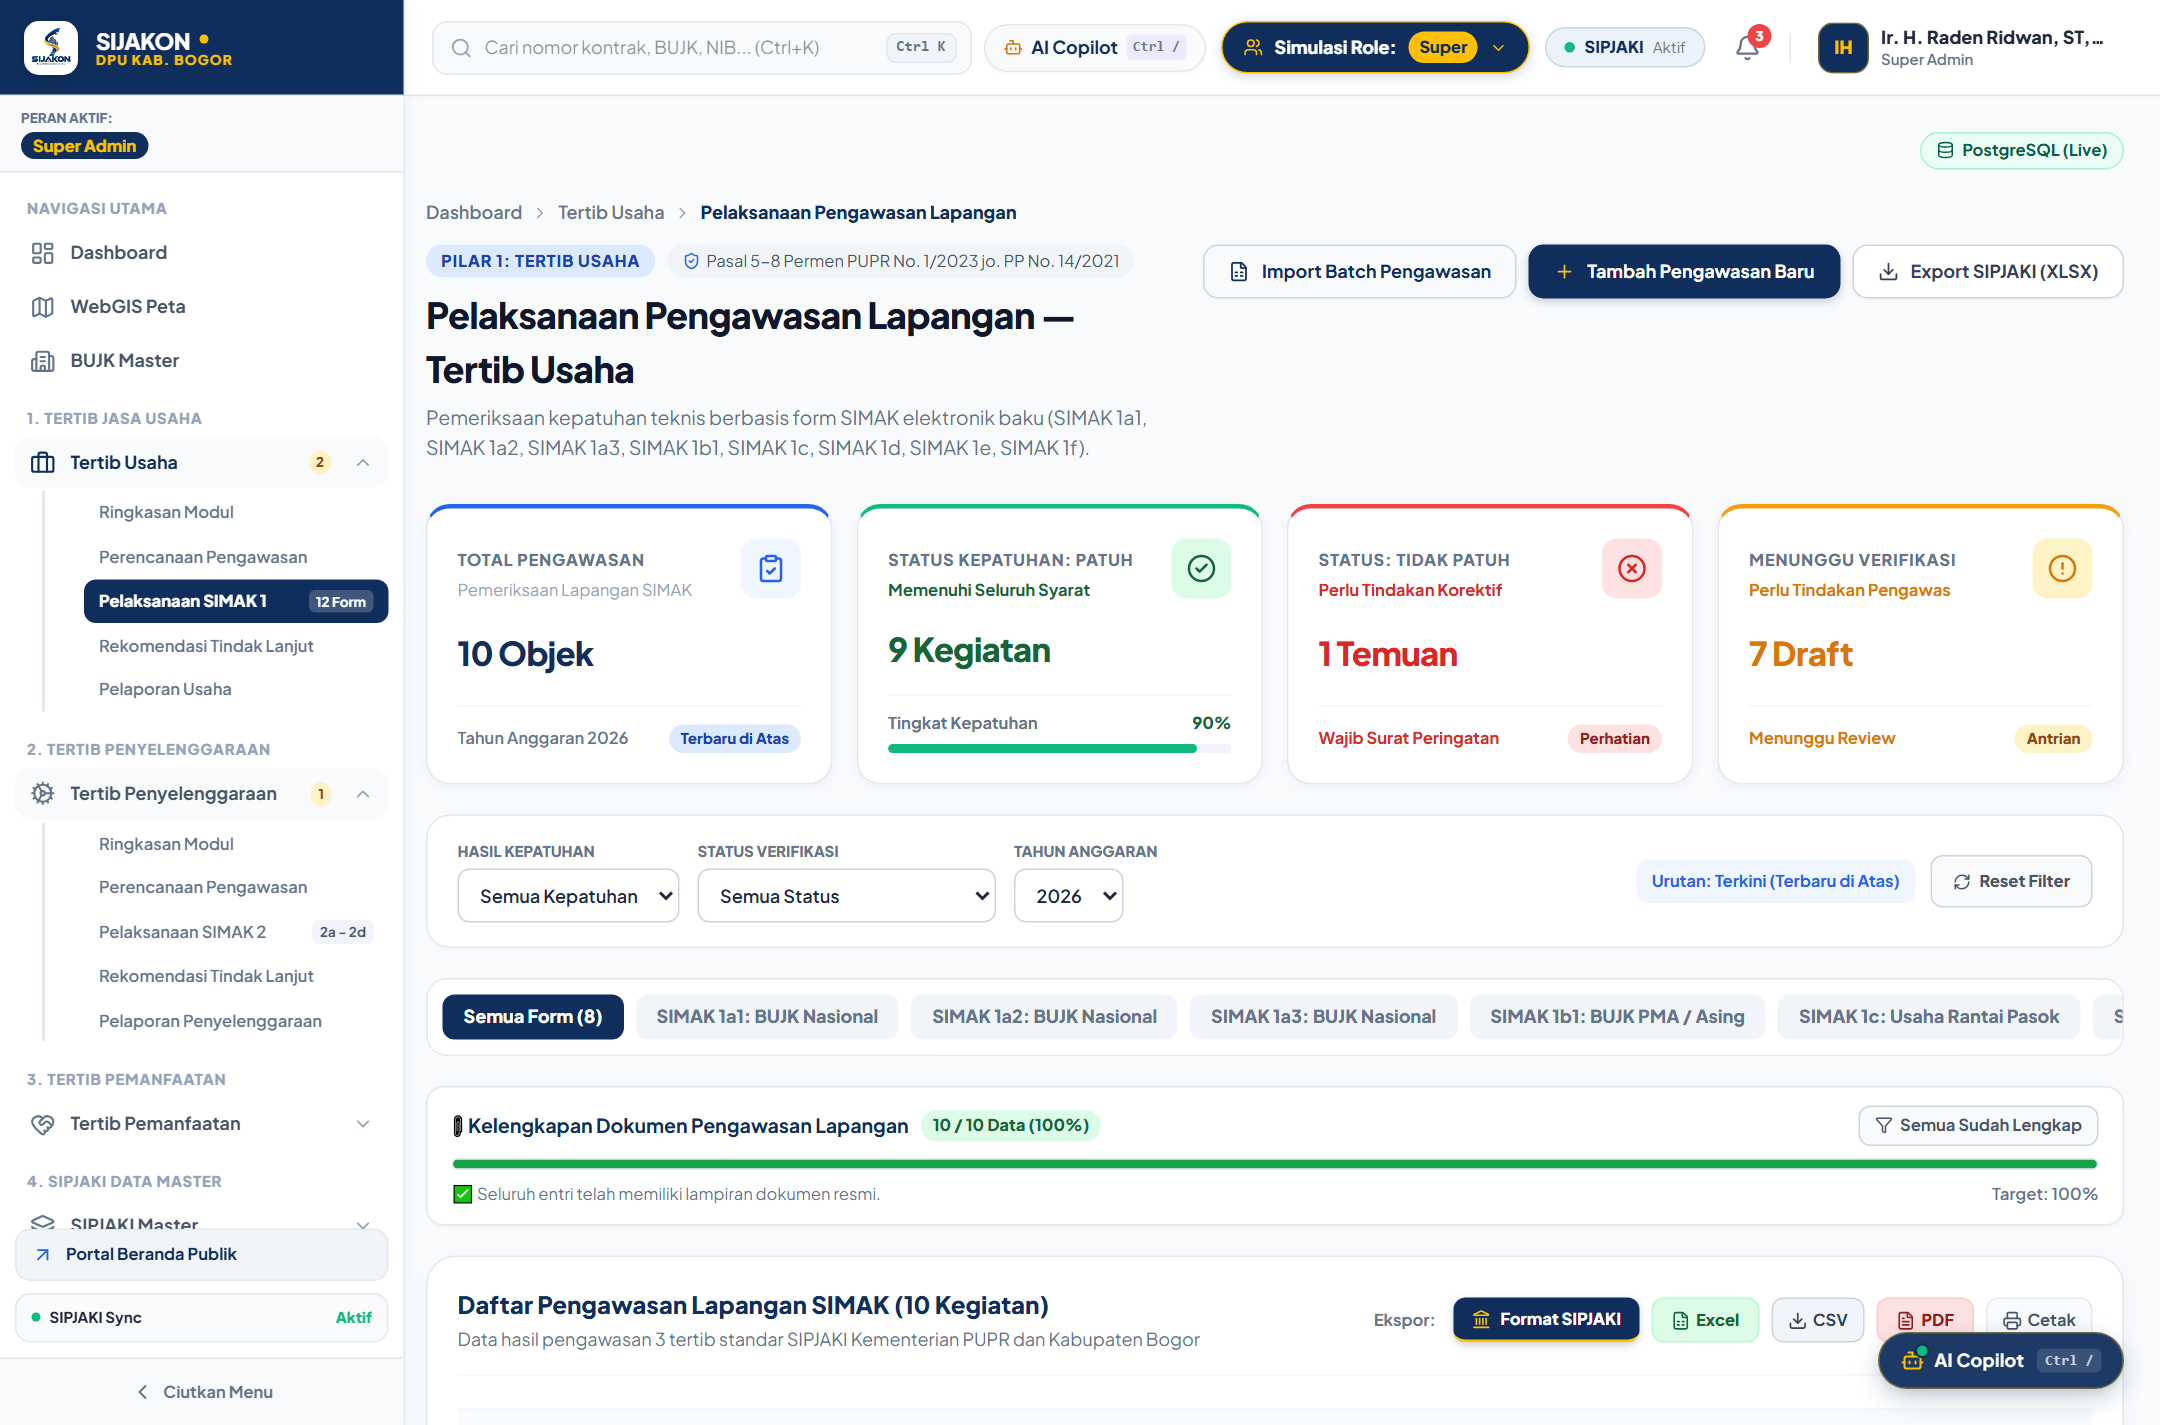 SIJAKON
DPU KAB. BOGOR
SIJAKON
Cari nomor kontrak, BUJK, NIB... (Ctrl+K)
Ctrl K
AI Copilot
Ctrl /
Simulasi Role:
Super
SIPJAKI Aktif
3
IH
Ir. H. Raden Ridwan, ST,...
Super Admin
PERAN AKTIF:
Super Admin
NAVIGASI UTAMA
Dashboard
WebGIS Peta
BUJK Master
1. TERTIB JASA USAHA
Tertib Usaha
2
Ringkasan Modul
Perencanaan Pengawasan
Pelaksanaan SIMAK 1
12 Form
Rekomendasi Tindak Lanjut
Pelaporan Usaha
2. TERTIB PENYELENGGARAAN
Tertib Penyelenggaraan
1
Ringkasan Modul
Perencanaan Pengawasan
Pelaksanaan SIMAK 2
2a - 2d
Rekomendasi Tindak Lanjut
Pelaporan Penyelenggaraan
3. TERTIB PEMANFAATAN
Tertib Pemanfaatan
4. SIPJAKI DATA MASTER
SIPJAKI Master
Portal Beranda Publik
SIPJAKI Sync
Aktif
Ciutkan Menu
PostgreSQL (Live)
Dashboard
Tertib Usaha
Pelaksanaan Pengawasan Lapangan
PILAR 1: TERTIB USAHA
Pasal 5–8 Permen PUPR No. 1/2023 jo. PP No. 14/2021
Import Batch Pengawasan
Tambah Pengawasan Baru
Export SIPJAKI (XLSX)
Pelaksanaan Pengawasan Lapangan —
Tertib Usaha
Pemeriksaan kepatuhan teknis berbasis form SIMAK elektronik baku (SIMAK 1a1,
SIMAK 1a2, SIMAK 1a3, SIMAK 1b1, SIMAK 1c, SIMAK 1d, SIMAK 1e, SIMAK 1f).
TOTAL PENGAWASAN
Pemeriksaan Lapangan SIMAK
10 Objek
Tahun Anggaran 2026
Terbaru di Atas
STATUS KEPATUHAN: PATUH
Memenuhi Seluruh Syarat
9 Kegiatan
Tingkat Kepatuhan
90%
STATUS: TIDAK PATUH
Perlu Tindakan Korektif
1 Temuan
Wajib Surat Peringatan
Perhatian
MENUNGGU VERIFIKASI
Perlu Tindakan Pengawas
7 Draft
Menunggu Review
Antrian
HASIL KEPATUHAN
Semua Kepatuhan
STATUS VERIFIKASI
Semua Status
TAHUN ANGGARAN
2026
Urutan: Terkini (Terbaru di Atas)
Reset Filter
Semua Form (8)
SIMAK 1a1: BUJK Nasional
SIMAK 1a2: BUJK Nasional
SIMAK 1a3: BUJK Nasional
SIMAK 1b1: BUJK PMA / Asing
SIMAK 1c: Usaha Rantai Pasok
S
Kelengkapan Dokumen Pengawasan Lapangan
10 / 10 Data (100%)
Semua Sudah Lengkap
Seluruh entri telah memiliki lampiran dokumen resmi.
Target: 100%
Daftar Pengawasan Lapangan SIMAK (10 Kegiatan)
Data hasil pengawasan 3 tertib standar SIPJAKI Kementerian PUPR dan Kabupaten Bogor
Ekspor:
Format SIPJAKI
Excel
CSV
PDF
Cetak
AI Copilot
Ctrl /